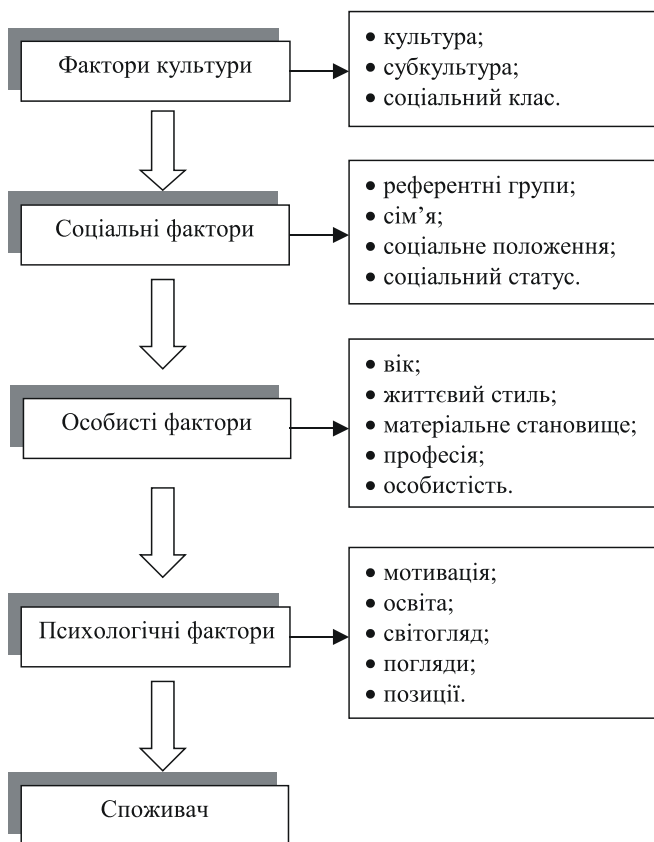 Фактори культури
• культура;
• субкультура;
• соціальний клас.
Соціальні фактори
• референтні групи;
• сім’я;
• соціальне положення;
• соціальний статус.
Особисті фактори
• вік;
• життєвий стиль;
• матеріальне становище;
• професія;
• особистість.
Психологічні фактори
• мотивація;
• освіта;
• світогляд;
• погляди;
• позиції.
Споживач